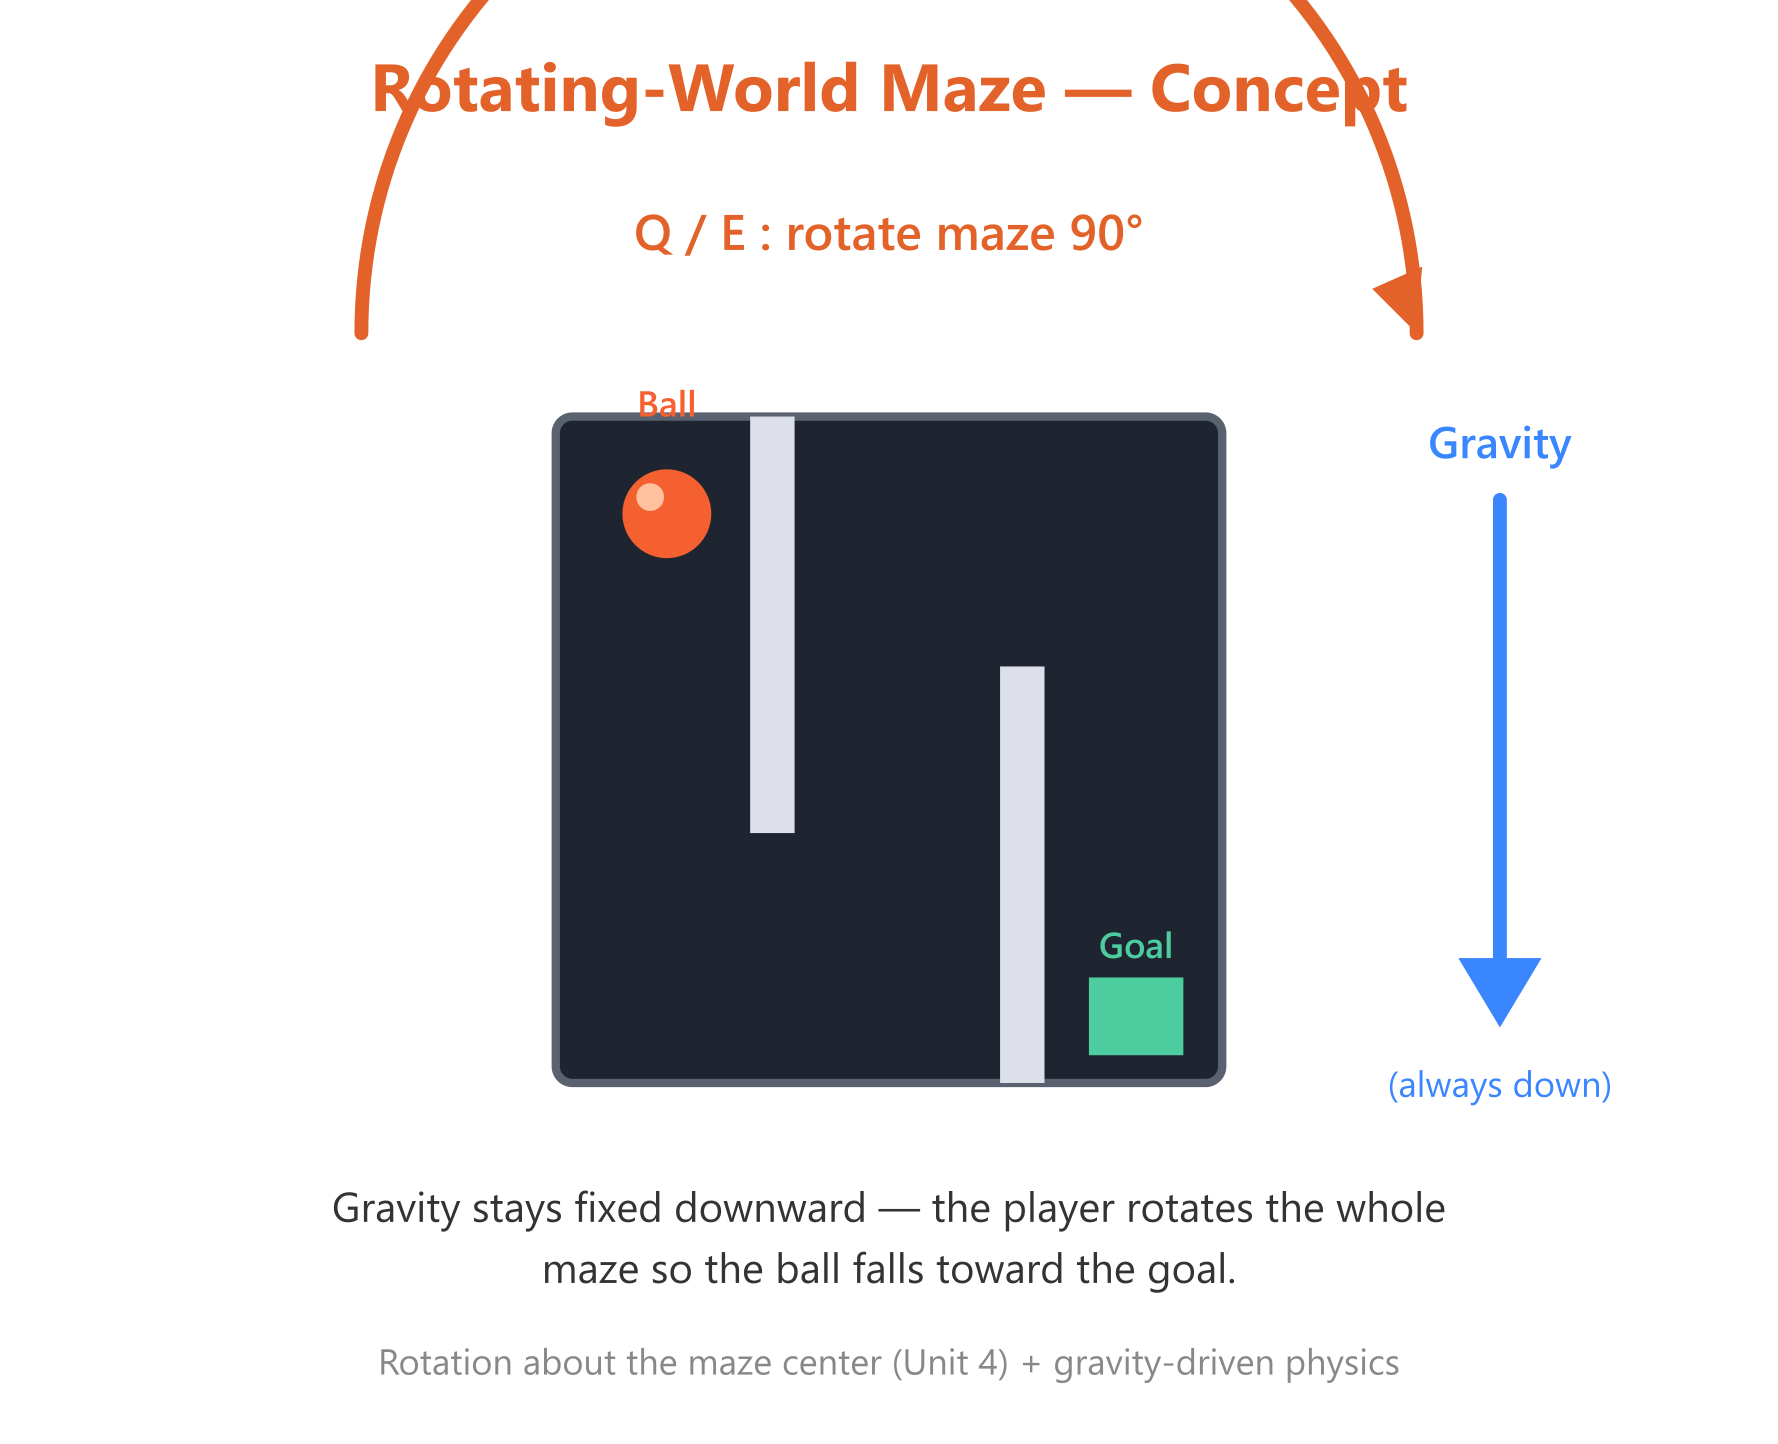 Rotating-World Maze — Concept
Q / E : rotate maze 90°
Ball
Gravity
Goal
(always down)
Gravity stays fixed downward — the player rotates the whole
maze so the ball falls toward the goal.
Rotation about the maze center (Unit 4) + gravity-driven physics